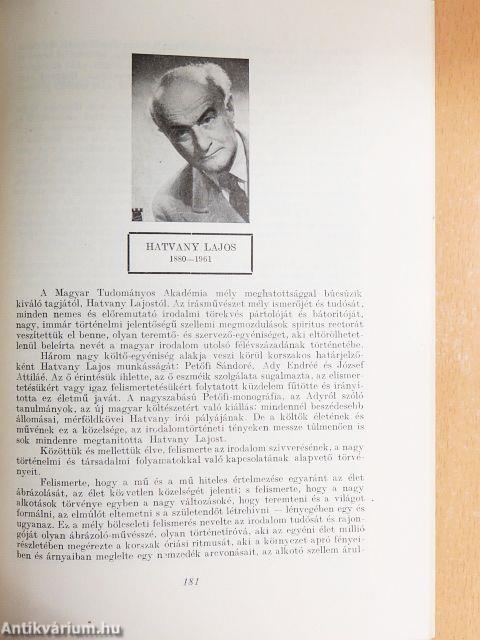 HATVANY LAJOS
1880—1961
A Magyar Tudományos Akadémia mély meghatottsággal búcsúzik
kiváló tagjától, Hatvany Lajostól. Az írásművészet mély ismerőjét és tudósát,
minden nemes és előremutató irodalmi törekvés pártolóját és bátorítóját,
nagy, immár történelmi jelentőségű szellemi megmozdulások spiritus rectorát
veszítettük el benne, olyan teremtő- és szervező-egyéniséget, aki eltörölhetet-
lenül beleírta nevét a magyar irodalom utolsó félévszázadának történetébe.
Három nagy költő-egyéniség alakja veszi körül korszakos határjelző-
ként Hatvany Lajos munkásságát: Petőfi Sándoré, Ady Endréé és József
Attiláé. Az ő érintésük ihlette, az ő eszméik szolgálata sugalmazta, az elismer-
tetésükért vagy igaz felismertetésükért folytatott küzdelem fűtötte és irányí-
totta ez életmű javát. A nagyszabású Petőfi-monográfia, az Adyról szóló
tanulmányok, az új magyar költészetért való kiállás: mindennél beszédesebb
állomásai, mérföldkövei Hatvany írói pályájának. De a költők életének és
művének ez a közelsége, az irodalomtörténeti tényeken messze túlmenően is
sok mindenre megtanította Hatvany Lajost.
Közöttük és mellettük élve, felismerte az irodalom szívverésének, a nagy
történelmi és társadalmi folyamatokkal való kapcsolatának alapvető törvé-
nyeit.
Felismerte, hogy a mű és a mű hiteles értelmezése egyaránt az élet
ábrázolását, az élet közvetlen közelségét jelenti; s felismerte, hogy a nagy
alkotások törvénye egyben a nagy változásoké, hogy teremteni és a világot
formálni, az elmúlót eltemetni s a születendőt létrehívni — lényegében egy és
ugyanaz. Ez a mély bölcseleti felismerés nevelte az irodalom tudósát és rajon-
góját olyan ábrázoló-művésszé, olyan történetíróvá, aki az egyéni élet millió
részletében megérezte a korszak óriási ritmusát, aki a környezet apró fényei-
ben és árnyaiban meglelte egy nemzedék arcvonásait, az alkotó szellem árul-
181
Antikvárium.hu